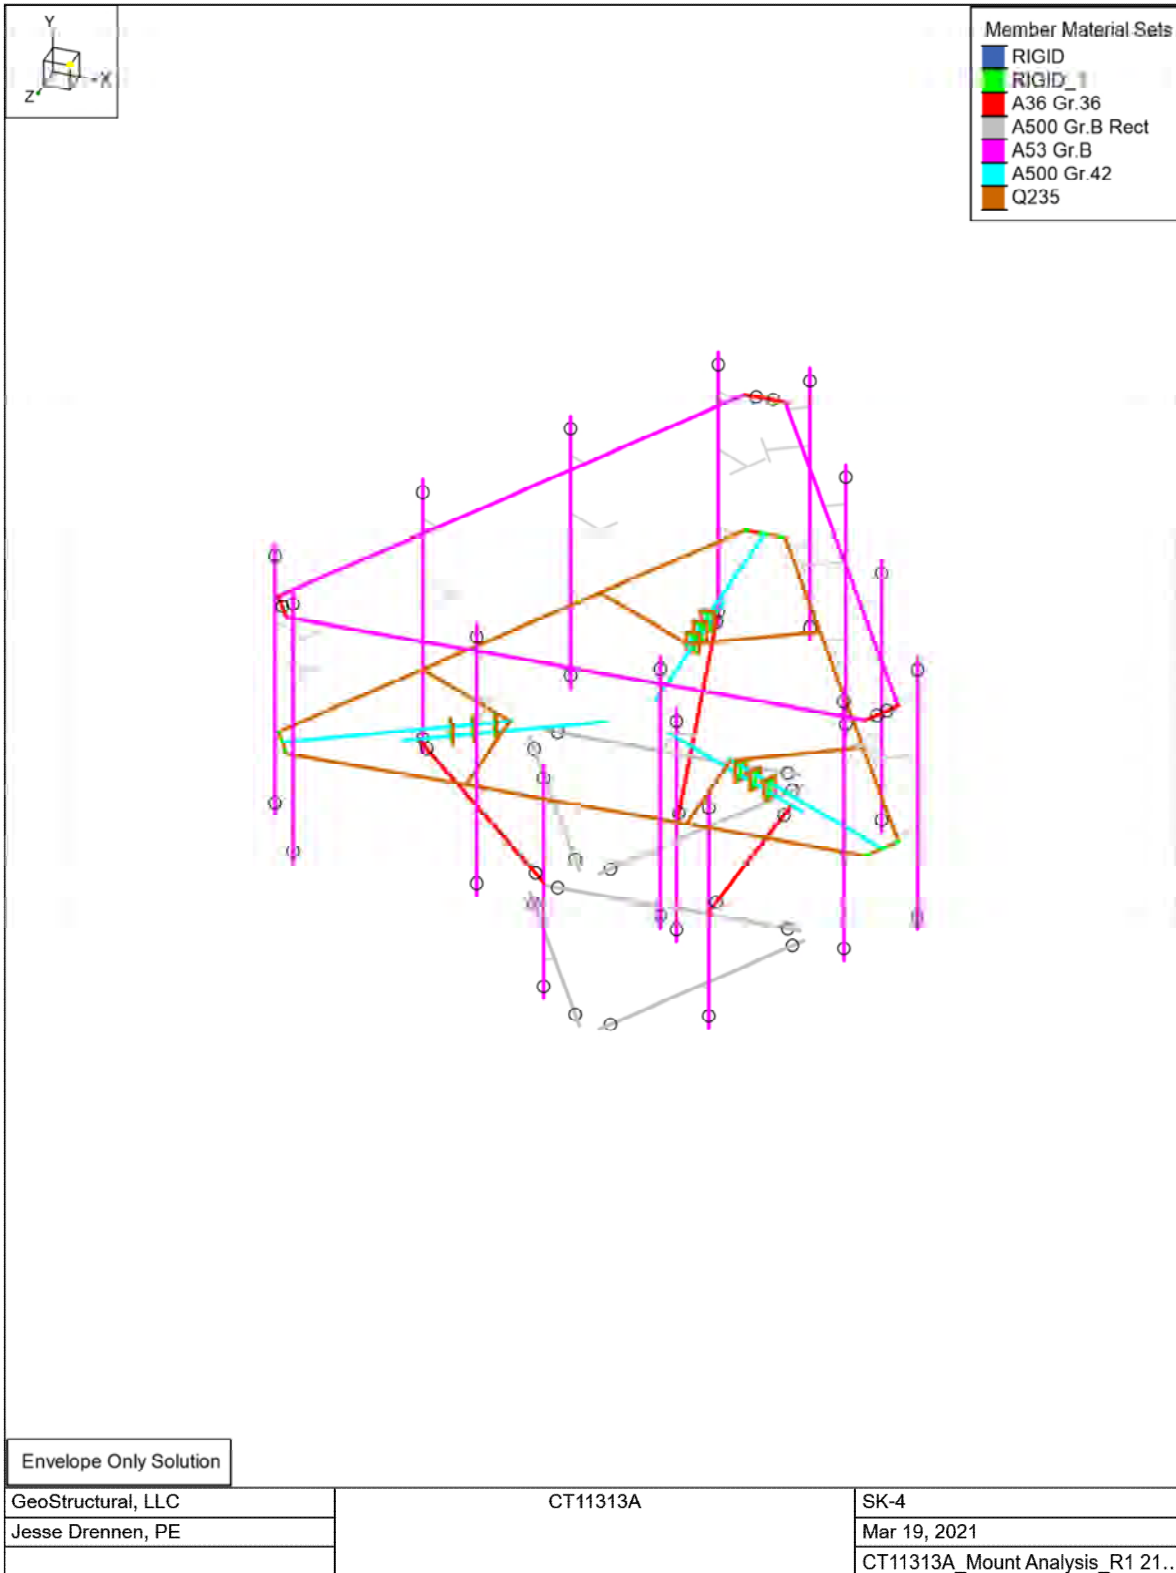 Y
X
Z
Member Material Sets
RIGID
RIGID_1
A36 Gr.36
A500 Gr.B Rect
A53 Gr.B
A500 Gr.42
Q235
Envelope Only Solution
GeoStructural, LLC
Jesse Drennen, PE
CT11313A
SK-4
Mar 19, 2021
CT11313A_Mount Analysis_R1 21...